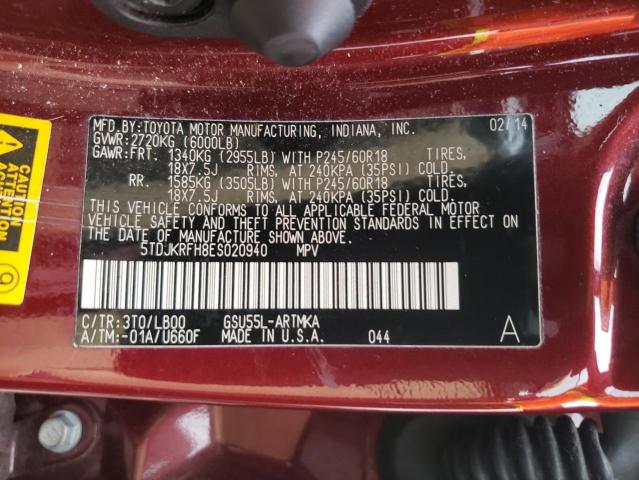 MFD.BY:TOYOTA MOTOR MANUFACTURING, INDIANA, INC. 02/14
GVWR:2720KG (6000LB)
GAWR:FRT. 1340KG (2955LB) WITH P245/60R18 TIRES,
18X7.5J RIMS, AT 240KPA (35PSI) COLD.
RR. 1585KG (3505LB) WITH P245/60R18 TIRES,
18X7.5J RIMS, AT 240KPA (35PSI) COLD.
THIS VEHICLE CONFORMS TO ALL APPLICABLE FEDERAL MOTOR
VEHICLE SAFETY AND THEFT PREVENTION STANDARDS IN EFFECT ON
THE DATE OF MANUFACTURE SHOWN ABOVE.
5TDJKRFH8ES020940 MPV
C/TR:3T0/LB00 GSU55L-ARTMKA
A/TM:-01A/U660F MADE IN U.S.A. 044 A
CAUTION
ATTENTION